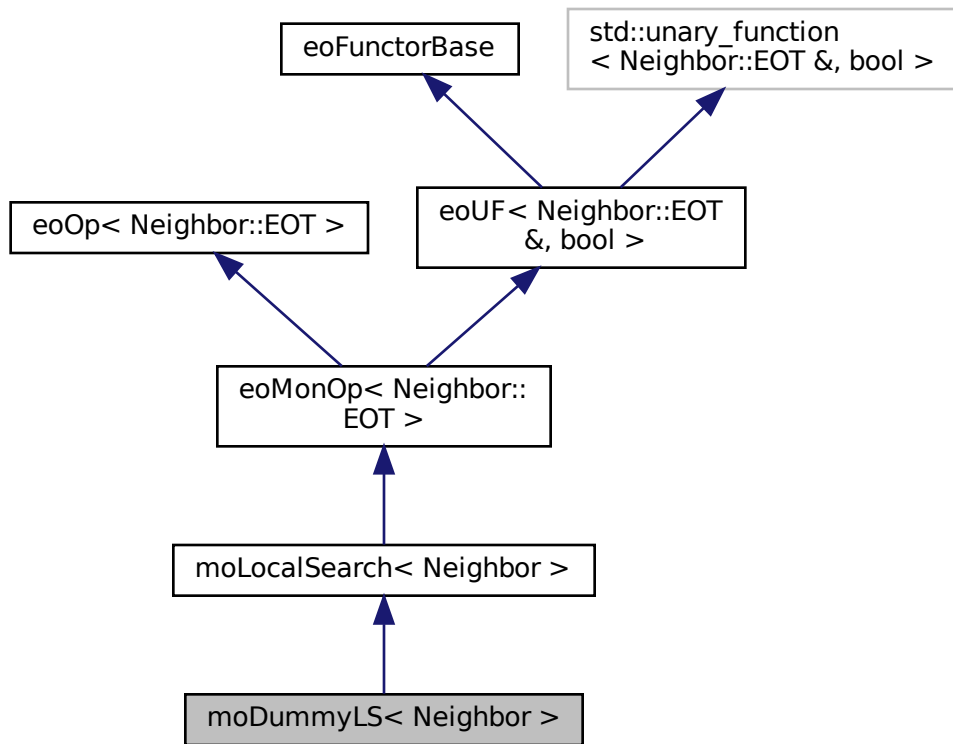 eoFunctorBase
std::unary_function
< Neighbor::EOT &, bool >
eoOp< Neighbor::EOT >
eoUF< Neighbor::EOT
&, bool >
eoMonOp< Neighbor::
EOT >
moLocalSearch< Neighbor >
moDummyLS< Neighbor >